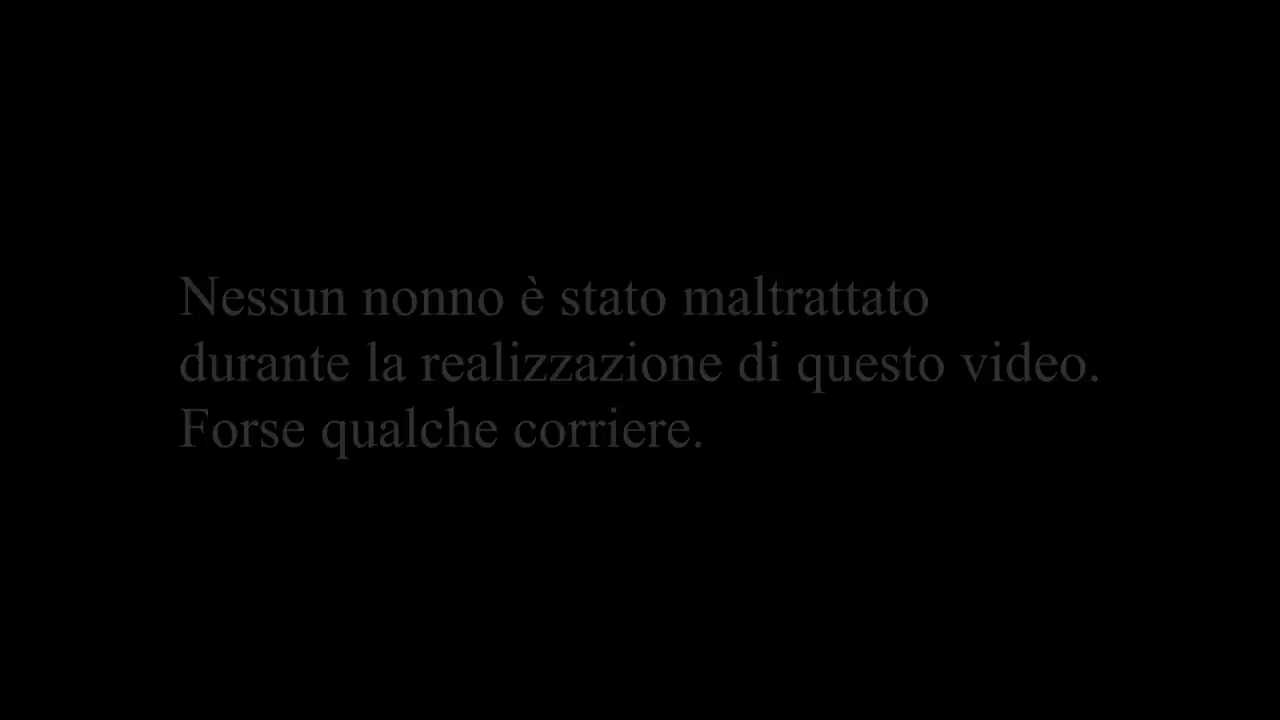 Nessun nonno è stato maltrattato
durante la realizzazione di questo video.
Forse qualche corriere.